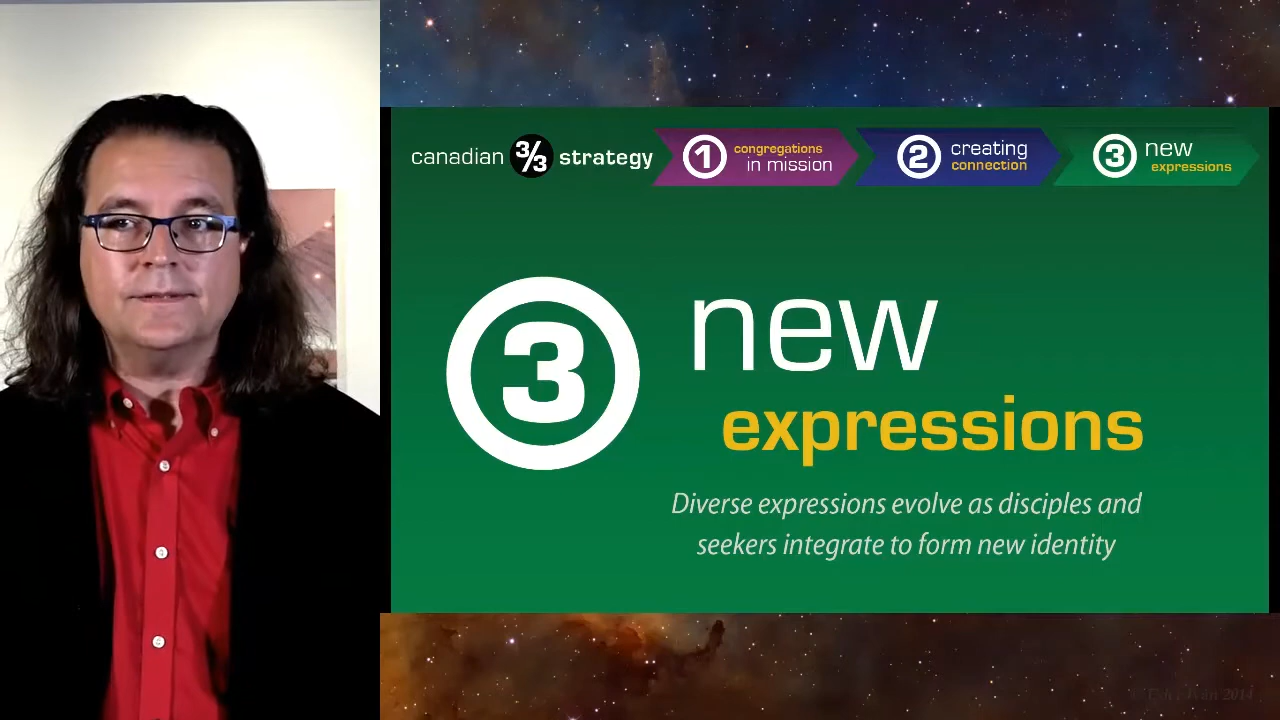 canadian 3/3 strategy
1 congregations
in mission
2 creating
connection
3 new
expressions
3
new
expressions
Diverse expressions evolve as disciples and
seekers integrate to form new identity
2014